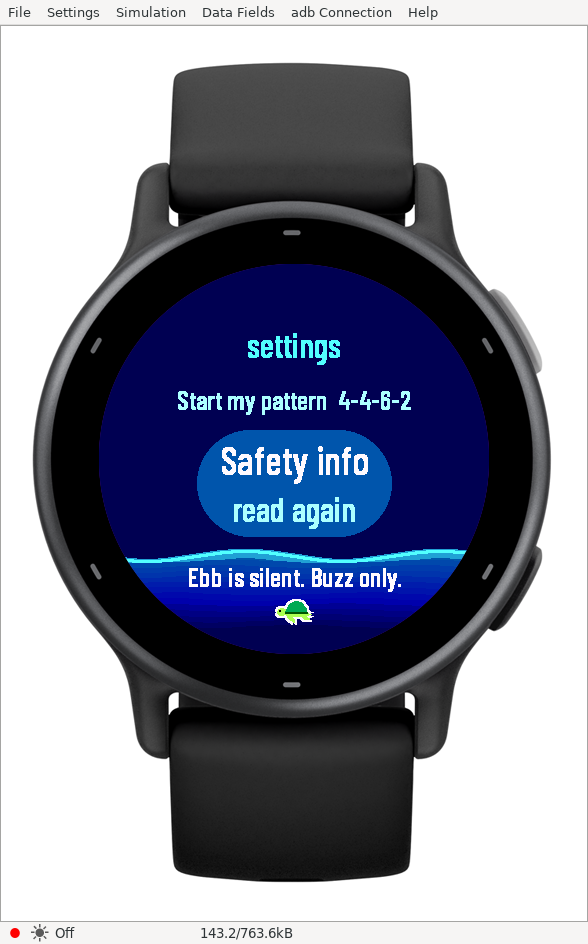 File Settings Simulation Data Fields adb Connection Help
settings
Start my pattern 4-4-6-2
Safety info
read again
Ebb is silent. Buzz only.
Off 143.2/763.6kB